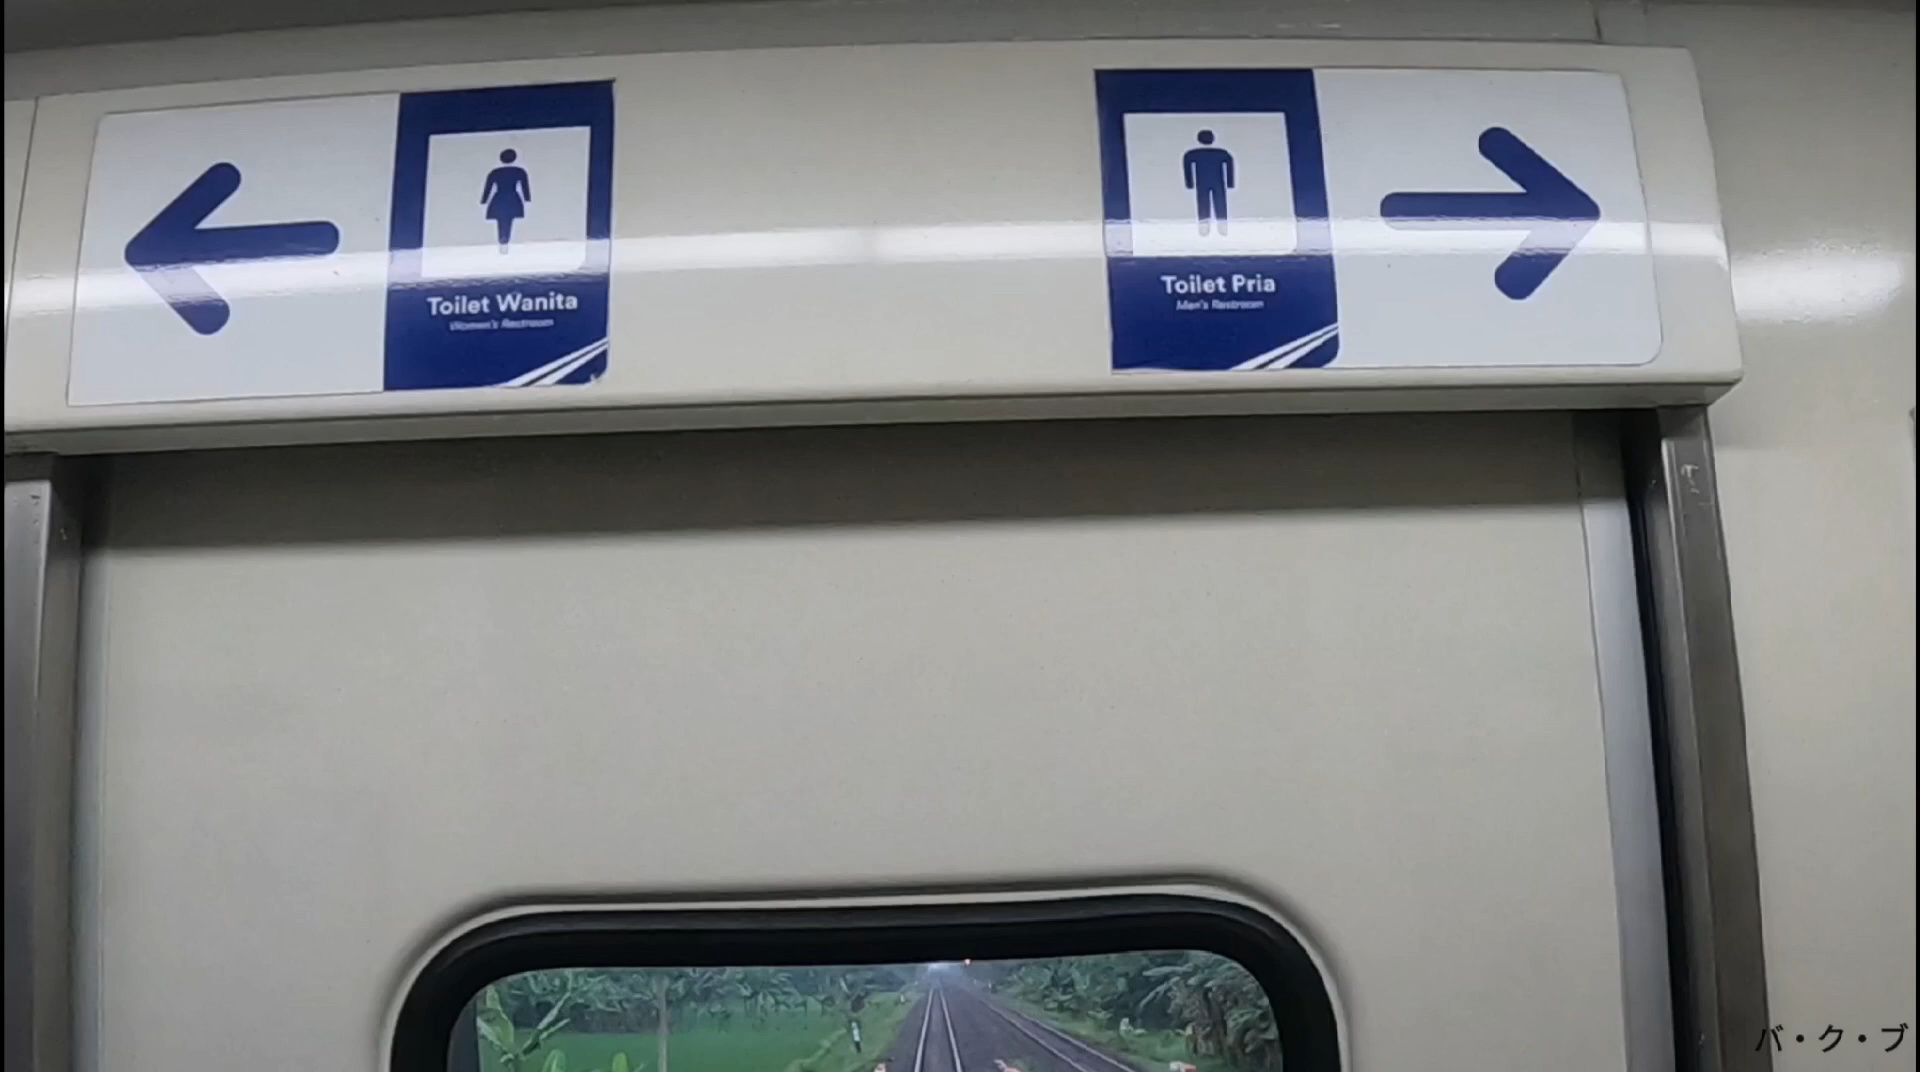 Toilet Wanita
Women's Restroom
Toilet Pria
Men's Restroom
バ・ク・ブ